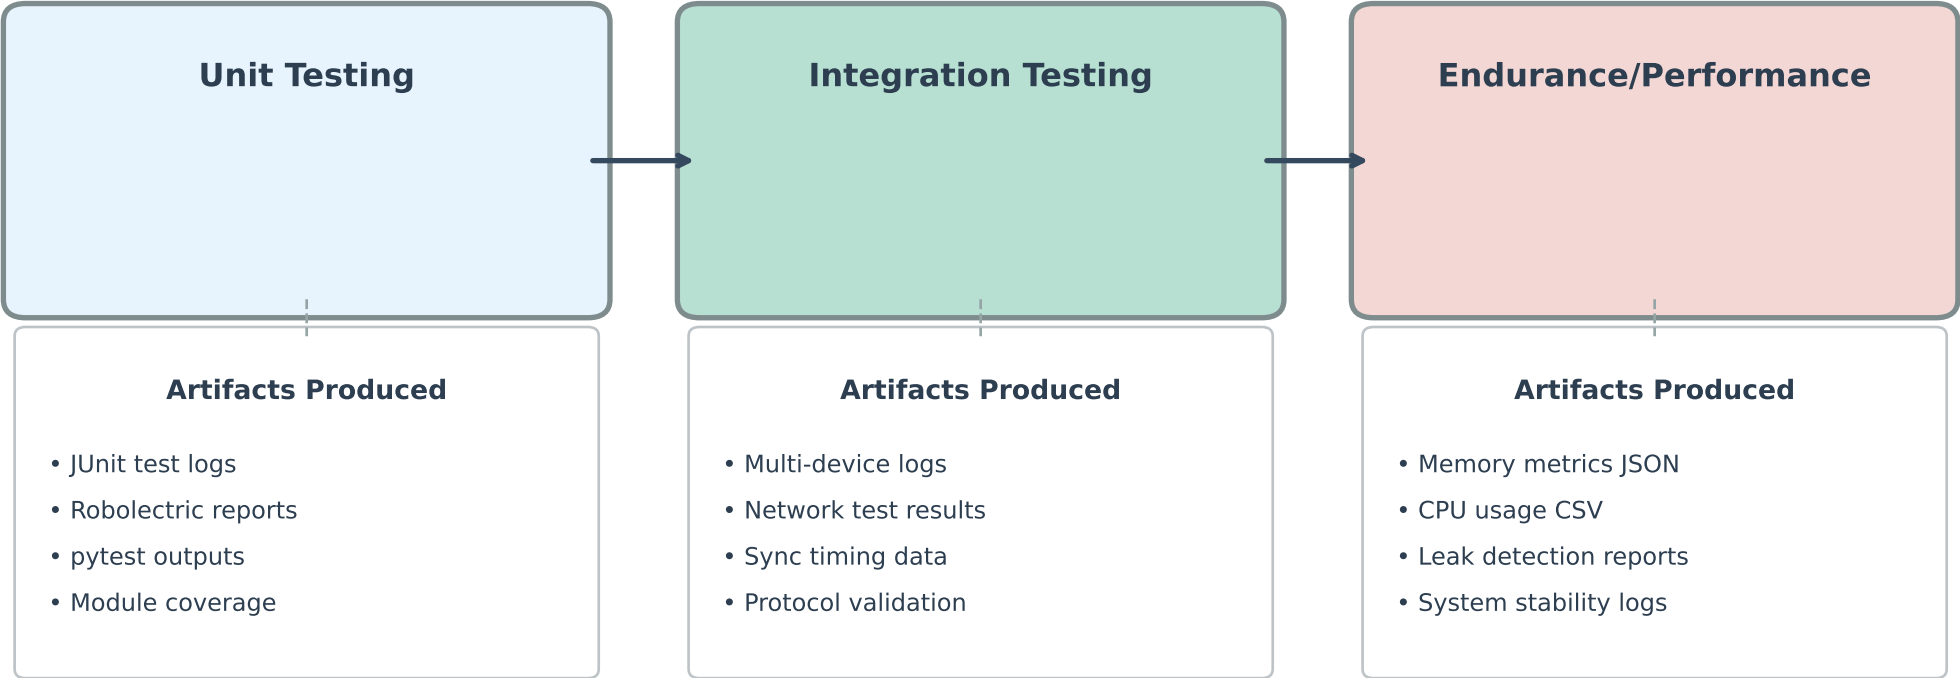 Unit Testing
Integration Testing
Endurance/Performance
Artifacts Produced
• JUnit test logs
• Robolectric reports
• pytest outputs
• Module coverage
Artifacts Produced
• Multi-device logs
• Network test results
• Sync timing data
• Protocol validation
Artifacts Produced
• Memory metrics JSON
• CPU usage CSV
• Leak detection reports
• System stability logs